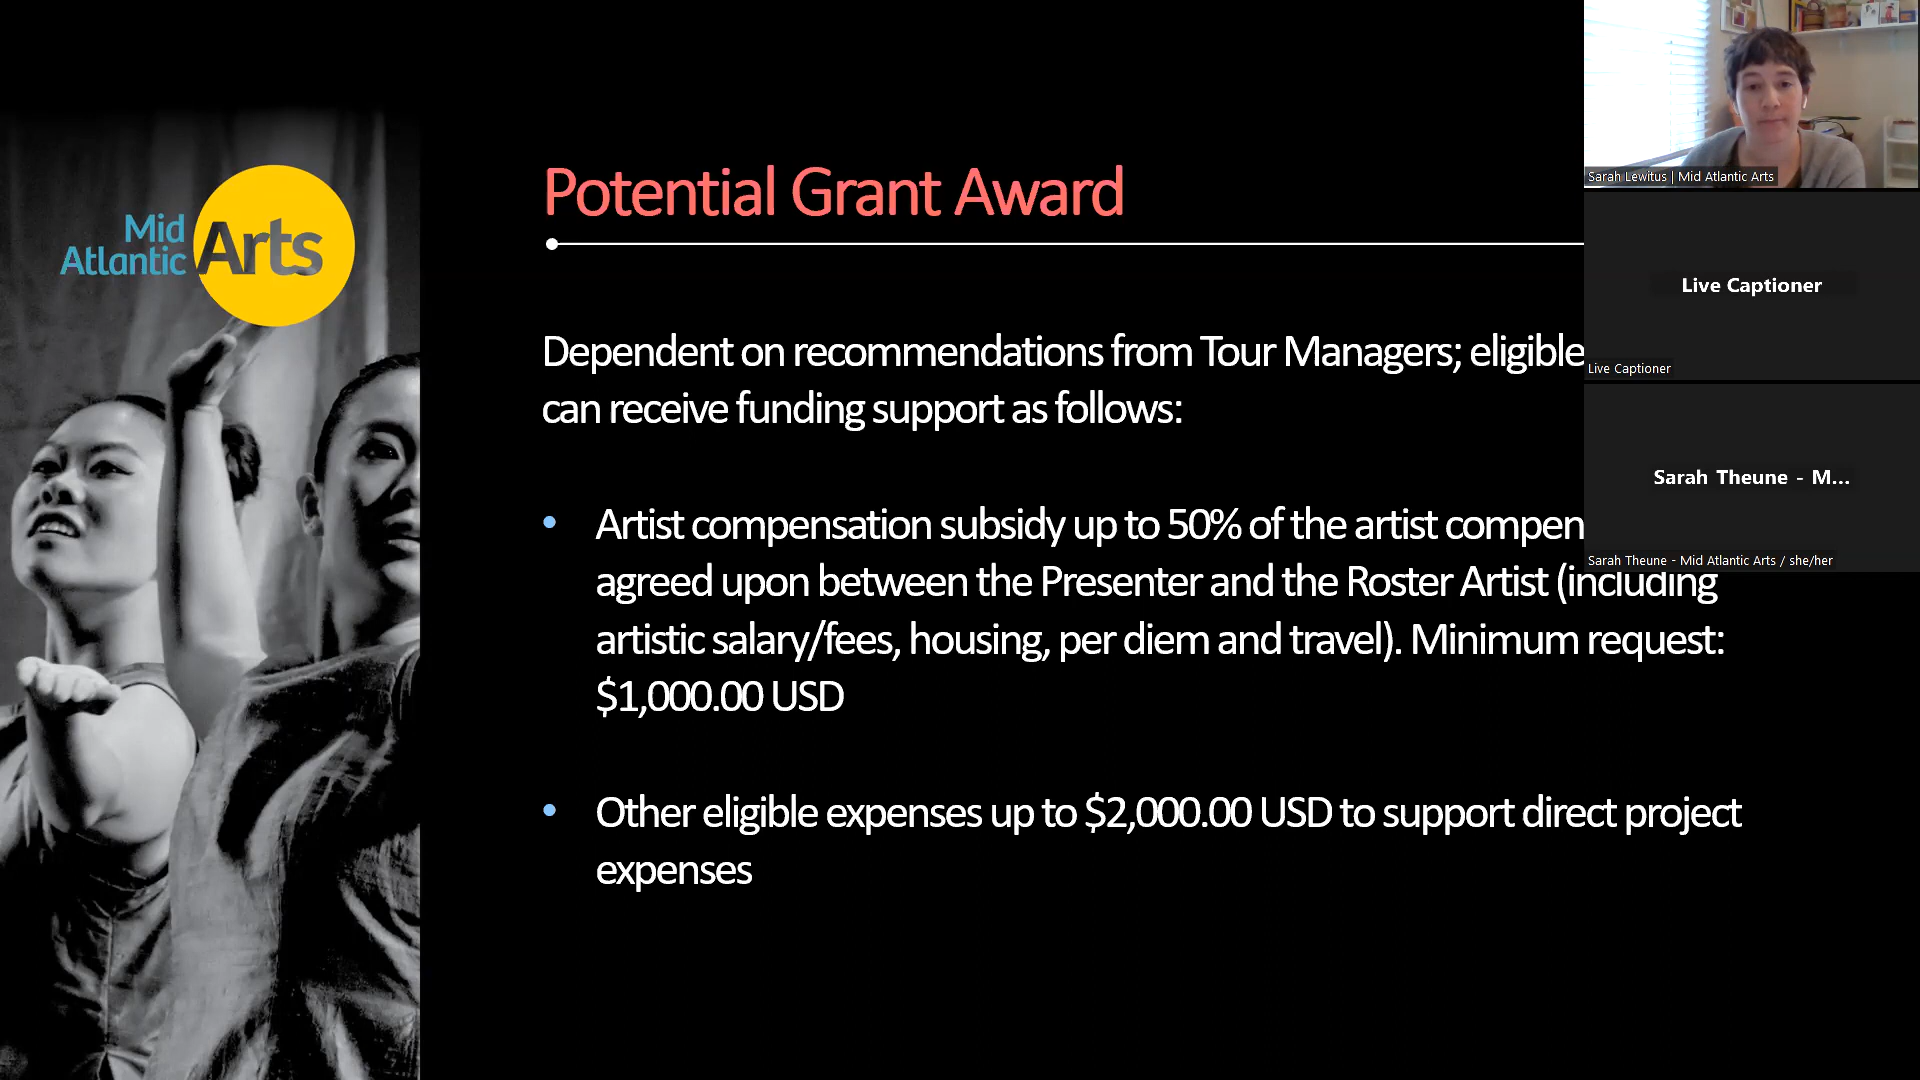 Mid
Atlantic
Arts
Potential Grant Award
Dependent on recommendations from Tour Managers; eligible
can receive funding support as follows:
• Artist compensation subsidy up to 50% of the artist compen
agreed upon between the Presenter and the Roster Artist (including
artistic salary/fees, housing, per diem and travel). Minimum request:
$1,000.00 USD
• Other eligible expenses up to $2,000.00 USD to support direct project
expenses
Sarah Lewitus | Mid Atlantic Arts
Live Captioner
Live Captioner
Sarah Theune - M...
Sarah Theune - Mid Atlantic Arts / she/her